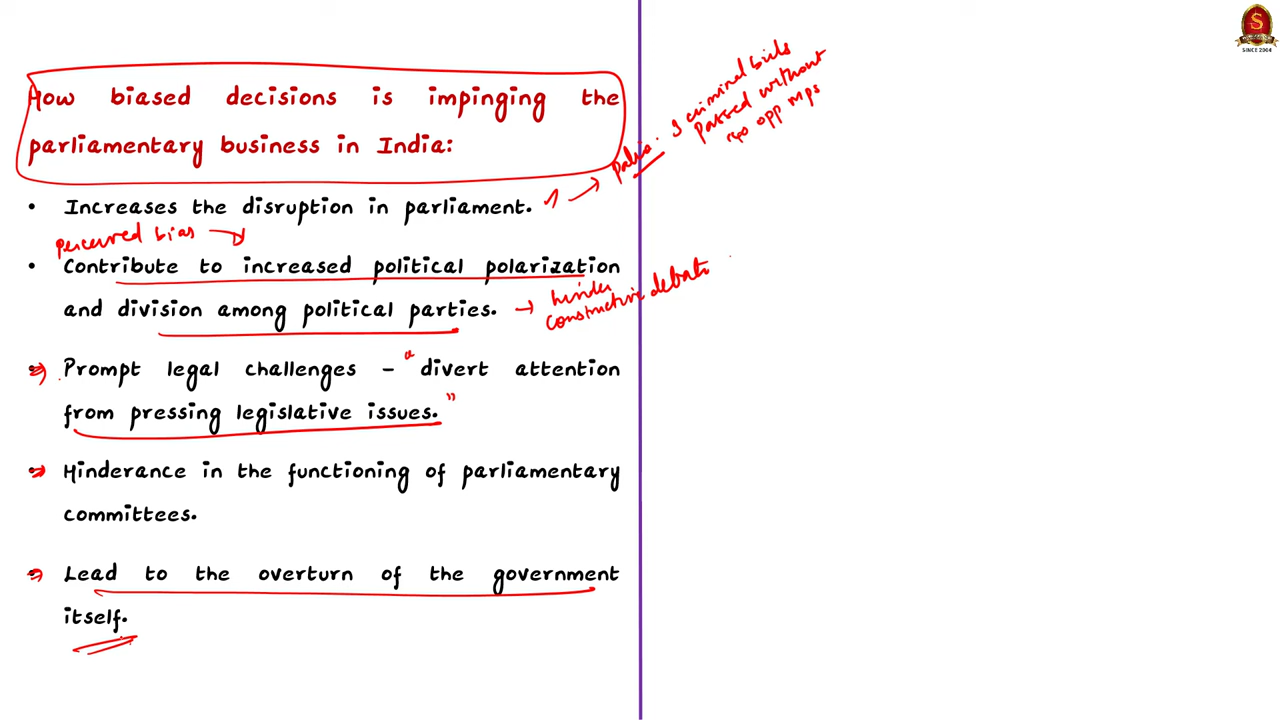 SINCE 2004
How biased decisions is impinging the
parliamentary business in India:
3 criminal bills
passed without
140 opp mps
• Increases the disruption in parliament.
perceived bias
• Contribute to increased political polarization
and division among political parties.
hinder
constructive debate
Prompt legal challenges – "divert attention
from pressing legislative issues."
Hinderance in the functioning of parliamentary
committees.
Lead to the overturn of the government
itself.